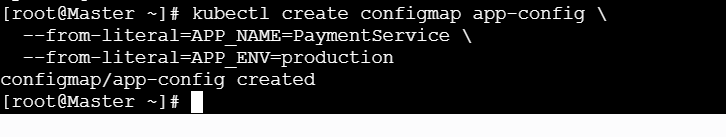 [root@Master ~]# kubectl create configmap app-config \
  --from-literal=APP_NAME=PaymentService \
  --from-literal=APP_ENV=production
configmap/app-config created
[root@Master ~]#